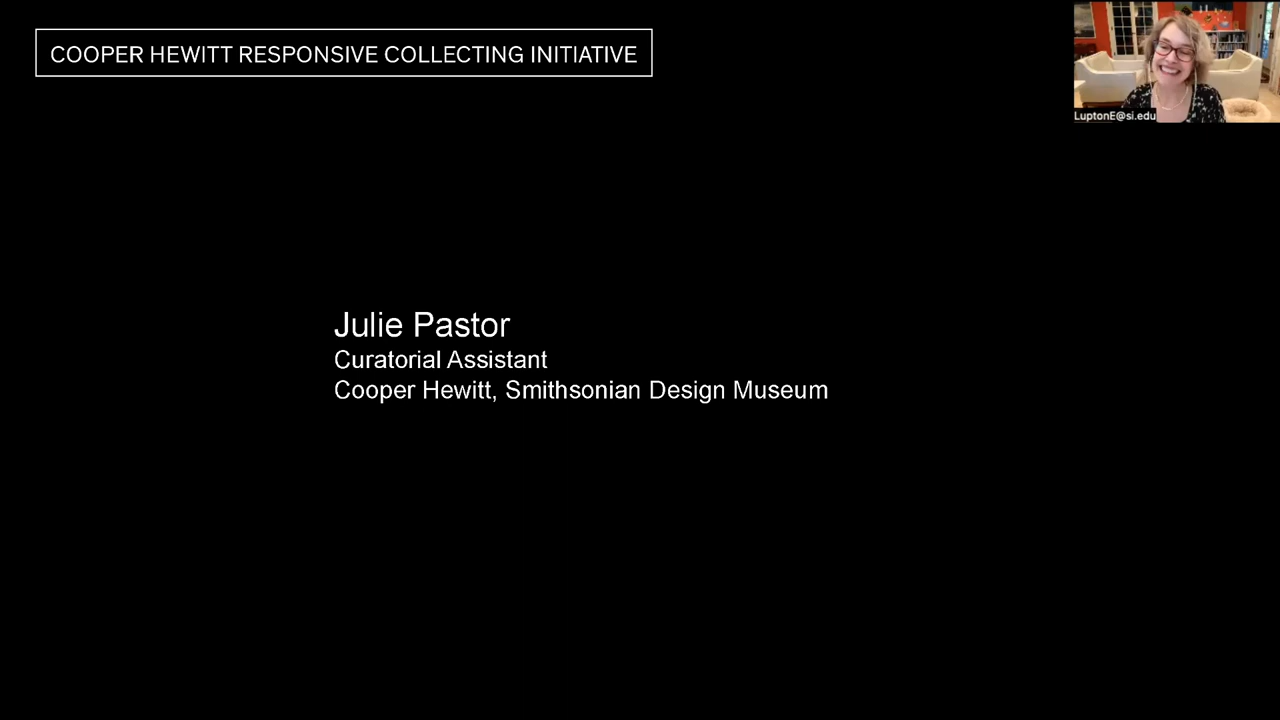 COOPER HEWITT RESPONSIVE COLLECTING INITIATIVE
LuptonE@si.edu
Julie Pastor
Curatorial Assistant
Cooper Hewitt, Smithsonian Design Museum